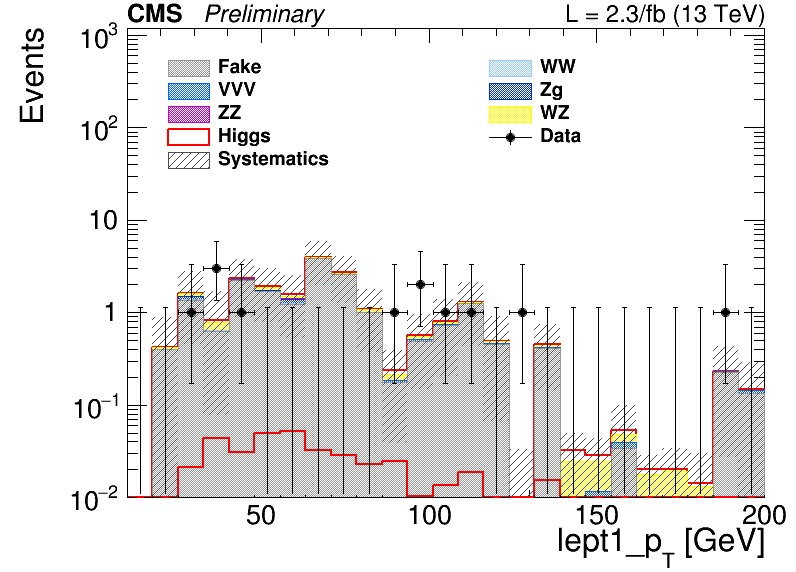 CMS Preliminary L = 2.3/fb (13 TeV)
Events
10³
10²
10
1
10⁻¹
10⁻²
Fake
VVV
ZZ
Higgs
Systematics
WW
Zg
WZ
Data
50 100 150 200
lept1_p_T [GeV]